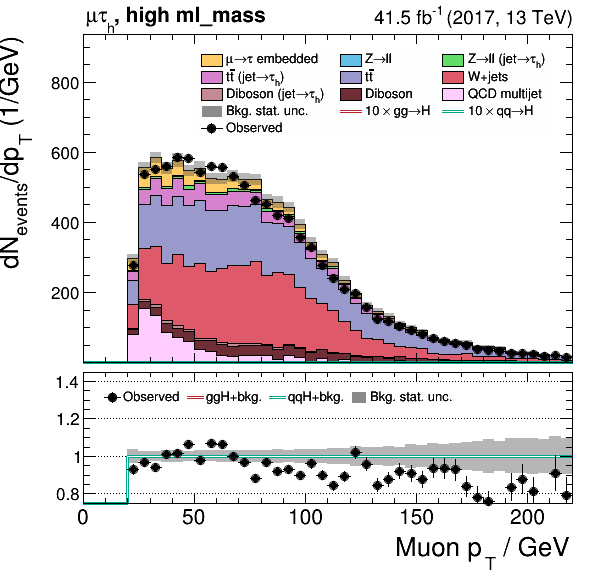 μτh, high ml_mass 41.5 fb-1 (2017, 13 TeV)
dNevents/dpT (1/GeV)
800
600
400
200
μ→τ embedded Z→ll Z→ll (jet→τh)
tt̄ (jet→τh) tt̄ W+jets
Diboson (jet→τh) Diboson QCD multijet
Bkg. stat. unc. 10 × gg→H 10 × qq→H
Observed
1.4
1.2
1
0.8
Observed ggH+bkg. qqH+bkg. Bkg. stat. unc.
0 50 100 150 200
Muon pT / GeV